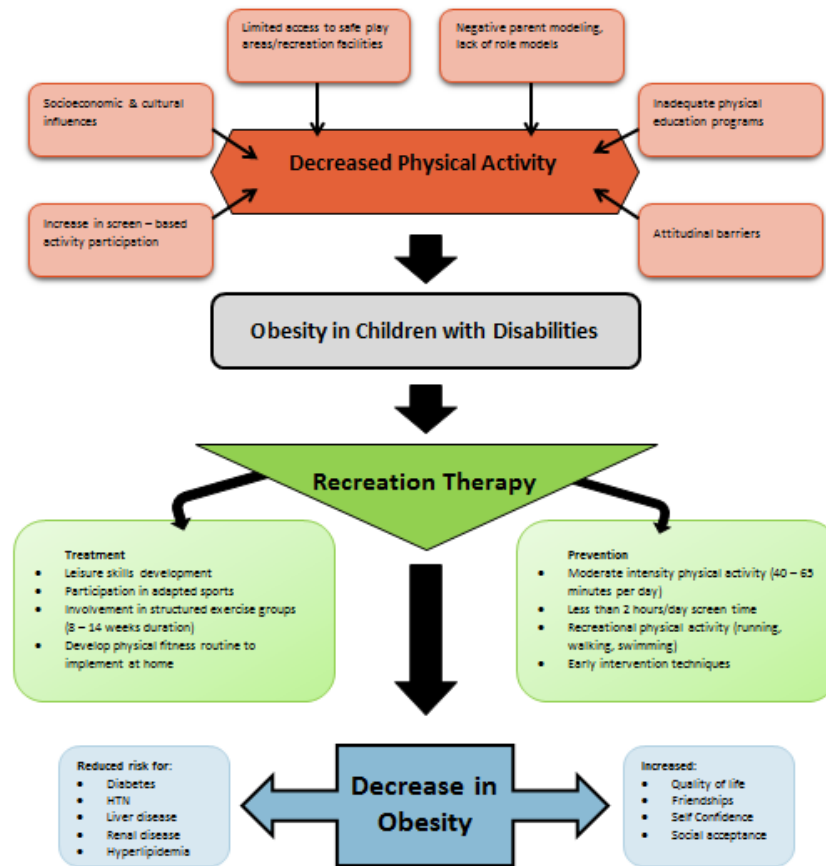 Limited access to safe play
areas/recreation facilities
Negative parent modeling,
lack of role models
Socioeconomic & cultural
influences
Inadequate physical
education programs
Decreased Physical Activity
Increase in screen – based
activity participation
Attitudinal barriers
Obesity in Children with Disabilities
Recreation Therapy
Treatment
• Leisure skills development
• Participation in adapted sports
• Involvement in structured exercise groups
(8 – 14 weeks duration)
• Develop physical fitness routine to
implement at home
Prevention
• Moderate intensity physical activity (40 – 65
minutes per day)
• Less than 2 hours/day screen time
• Recreational physical activity (running,
walking, swimming)
• Early intervention techniques
Reduced risk for:
• Diabetes
• HTN
• Liver disease
• Renal disease
• Hyperlipidemia
Decrease in
Obesity
Increased:
• Quality of life
• Friendships
• Self Confidence
• Social acceptance